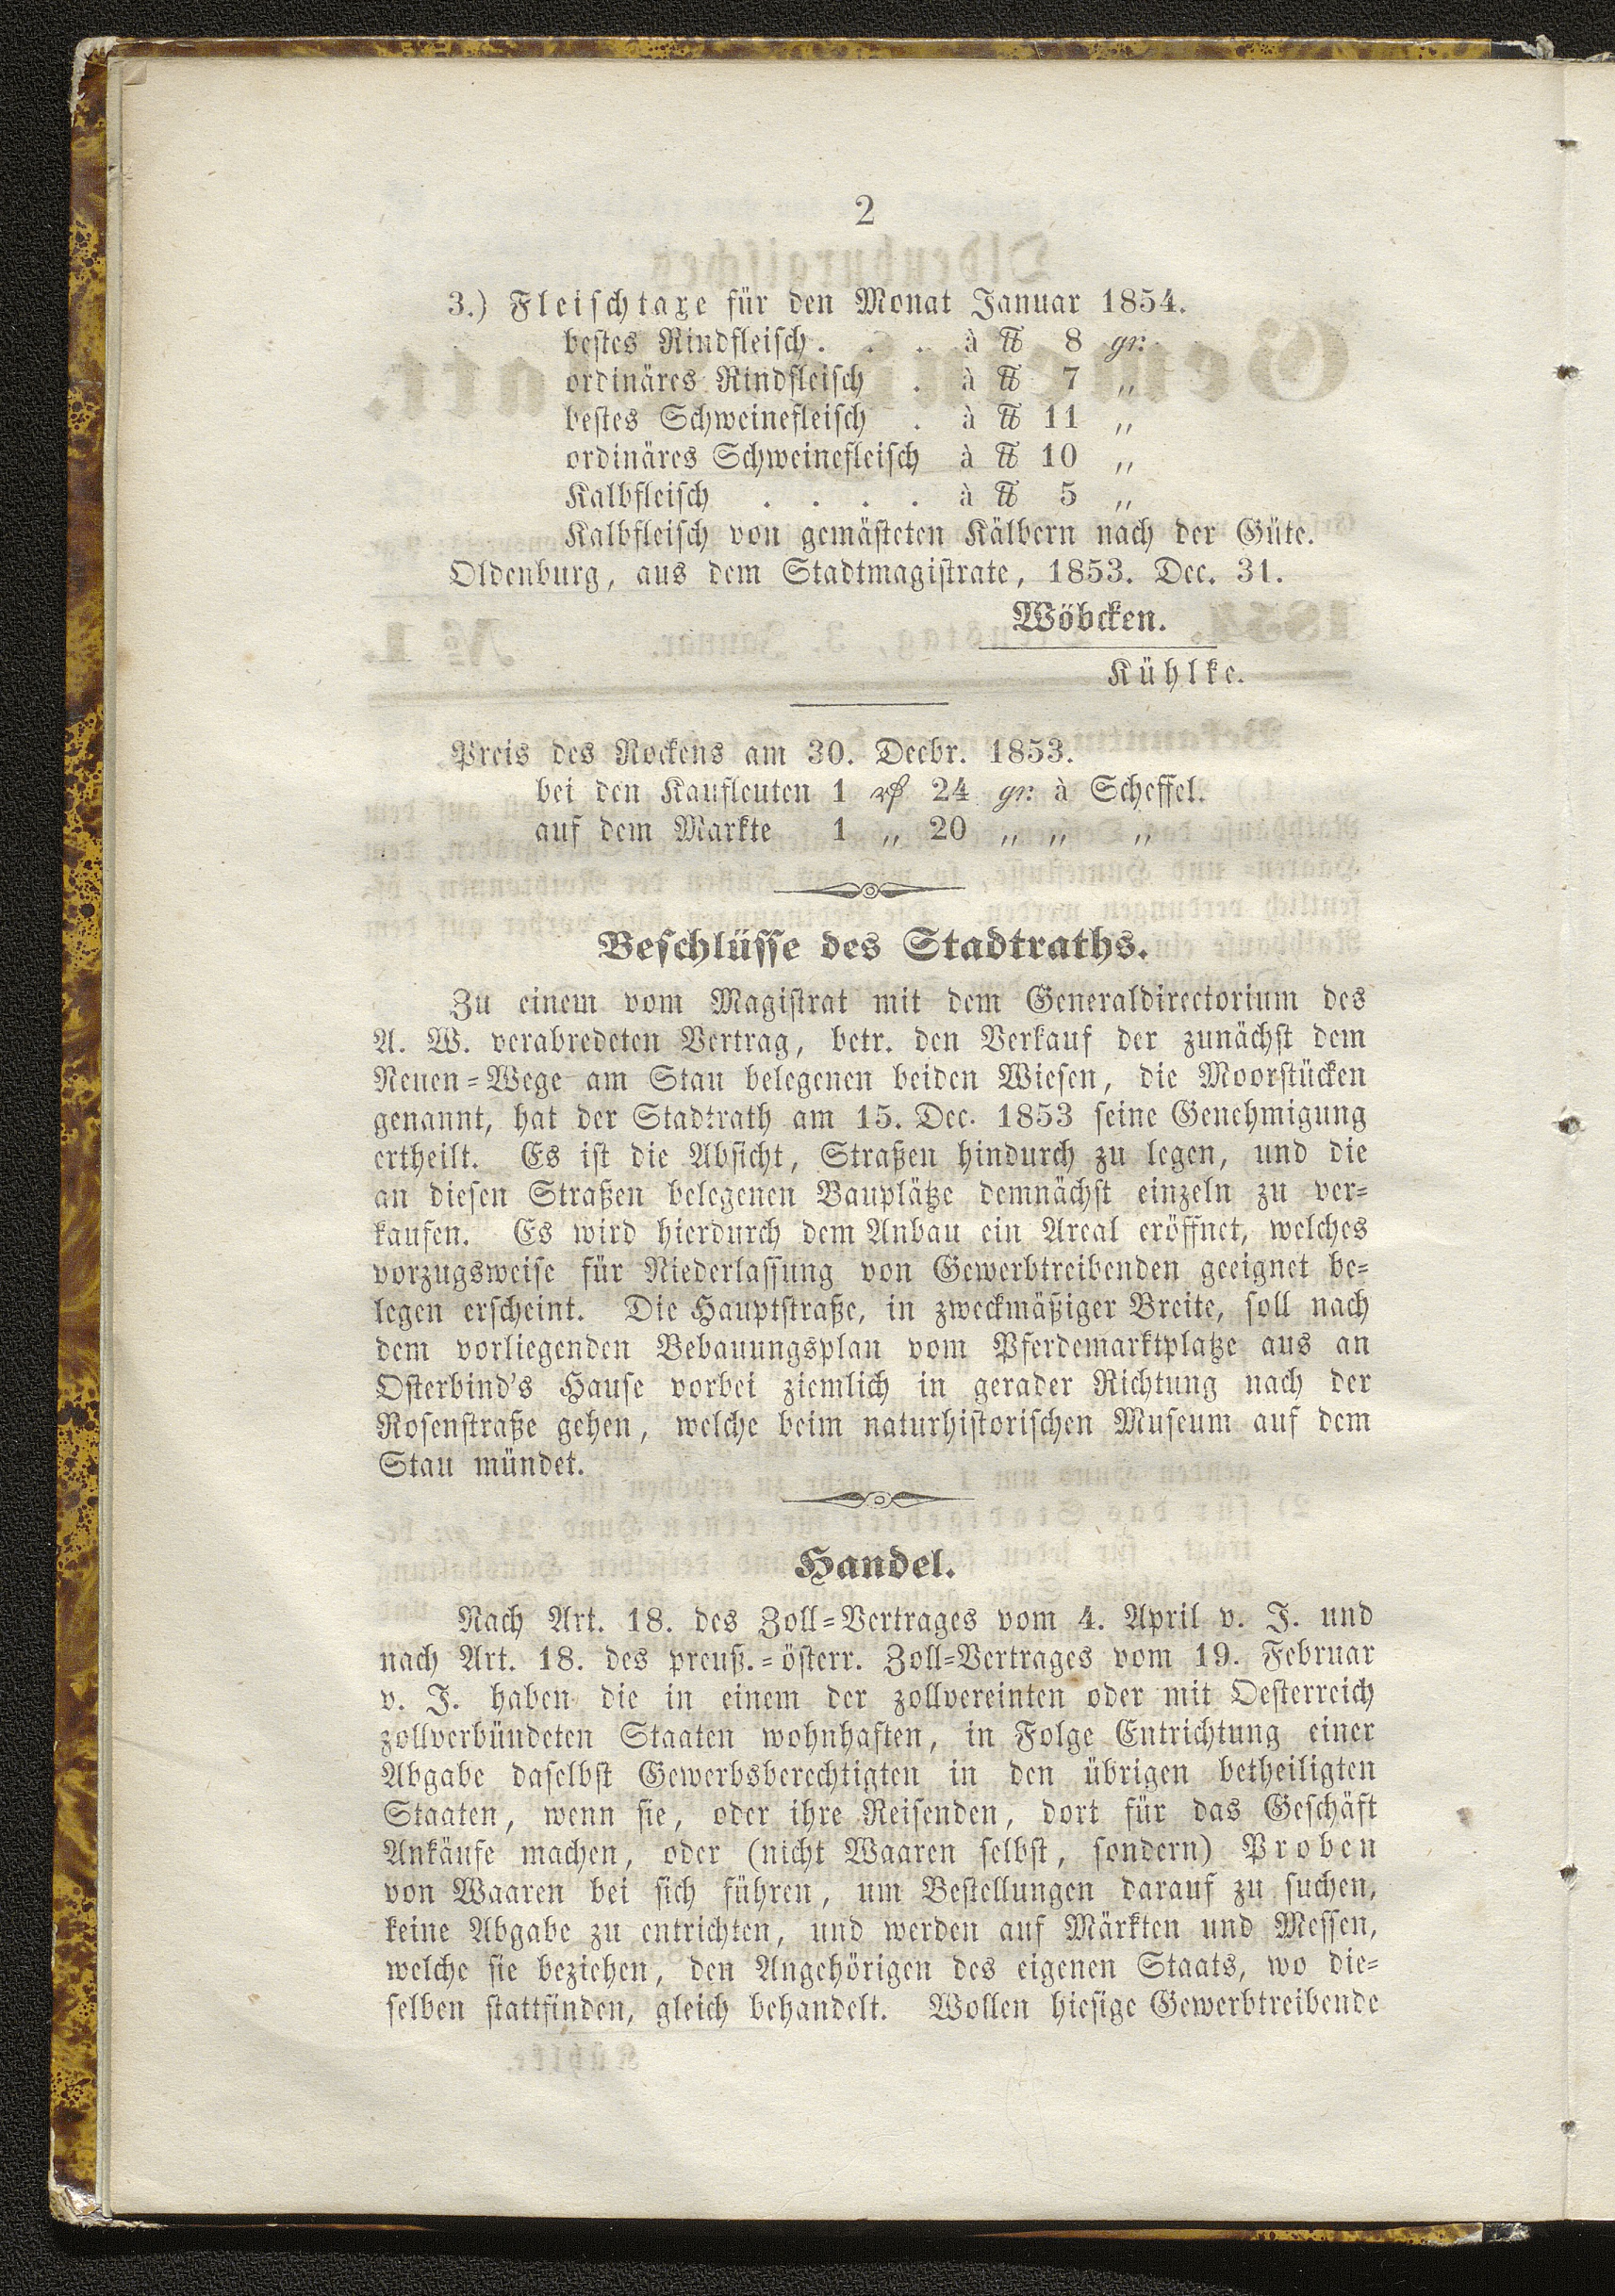 2
3.) Fleischtaxe für den Monat Januar 1854.
bestes Rindfleisch . . . à ℔ 8 gr.
ordinäres Rindfleisch . à ℔ 7 „
bestes Schweinefleisch . à ℔ 11 „
ordinäres Schweinefleisch à ℔ 10 „
Kalbfleisch . . . . à ℔ 5 „
Kalbfleisch von gemästeten Kälbern nach der Güte.
Oldenburg, aus dem Stadtmagistrate, 1853. Dec. 31.
Wöbcken.
Kühlke.
Preis des Rockens am 30. Decbr. 1853.
bei den Kaufleuten 1 ₰ 24 gr. à Scheffel.
auf dem Markte 1 „ 20 „ „ „
Beschlüsse des Stadtraths.
Zu einem vom Magistrat mit dem Generaldirectorium des
A. W. verabredeten Vertrag, betr. den Verkauf der zunächst dem
Neuen=Wege am Stau belegenen beiden Wiesen, die Moorstücken
genannt, hat der Stadtrath am 15. Dec. 1853 seine Genehmigung
ertheilt. Es ist die Absicht, Straßen hindurch zu legen, und die
an diesen Straßen belegenen Bauplätze demnächst einzeln zu ver=
kaufen. Es wird hierdurch dem Anbau ein Areal eröffnet, welches
vorzugsweise für Niederlassung von Gewerbtreibenden geeignet be=
legen erscheint. Die Hauptstraße, in zweckmäßiger Breite, soll nach
dem vorliegenden Bebauungsplan vom Pferdemarktplatze aus an
Osterbind's Hause vorbei ziemlich in gerader Richtung nach der
Rosenstraße gehen, welche beim naturhistorischen Museum auf dem
Stau mündet.
Handel.
Nach Art. 18. des Zoll=Vertrages vom 4. April v. J. und
nach Art. 18. des preuß.=österr. Zoll=Vertrages vom 19. Februar
v. J. haben die in einem der zollvereinten oder mit Oesterreich
zollverbündeten Staaten wohnhaften, in Folge Entrichtung einer
Abgabe daselbst Gewerbsberechtigten in den übrigen betheiligten
Staaten, wenn sie, oder ihre Reisenden, dort für das Geschäft
Ankäufe machen, oder (nicht Waaren selbst, sondern) Proben
von Waaren bei sich führen, um Bestellungen darauf zu suchen,
keine Abgabe zu entrichten, und werden auf Märkten und Messen,
welche sie beziehen, den Angehörigen des eigenen Staats, wo die=
selben stattfinden, gleich behandelt. Wollen hiesige Gewerbtreibende